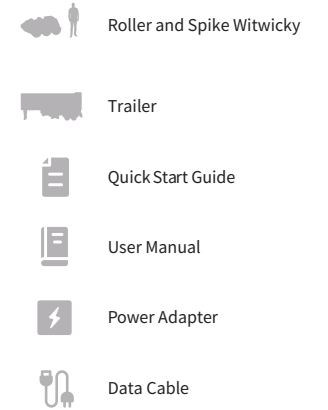 Roller and Spike Witwicky
Trailer
Quick Start Guide
User Manual
Power Adapter
Data Cable